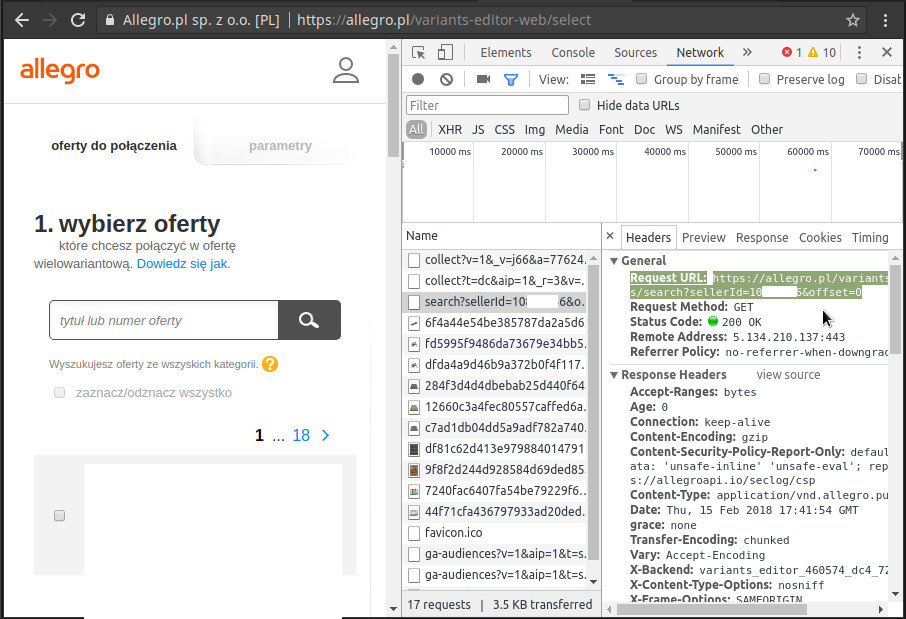 Allegro.pl sp. z o.o. [PL] | https://allegro.pl/variants-editor-web/select
allegro
oferty do połączenia
parametry
1. wybierz oferty
które chcesz połączyć w ofertę
wielowariantową. Dowiedz się jak.
tytuł lub numer oferty
Wyszukujesz oferty ze wszyskich kategorii. ?
zaznacz/odznacz wszystko
1 ... 18 >
Elements Console Sources Network » 1 10
View: Group by frame Preserve log Disab
Filter Hide data URLs
All XHR JS CSS Img Media Font Doc WS Manifest Other
10000 ms 20000 ms 30000 ms 40000 ms 50000 ms 60000 ms 70000 ms
Name
collect?v=1&_v=j66&a=77624...
collect?t=dc&aip=1&_r=3&v=...
search?sellerId=10 6&o...
6f4a44e54be385787da2a5d6
fd5995f9486da73679e34bb5...
dfda4a9d46b9a372b0f4f117...
284f3d4d4dbebab25d440f64
12660c3a4fec80557caffed6a...
c7ad1db04dd5a9adf782a740...
df81c62d413e979884014791
9f8f2d244d928584d69ded85
7240fac6407fa54be79229f6...
44f71cfa436797933ad20ded...
favicon.ico
ga-audiences?v=1&aip=1&t=s...
ga-audiences?v=1&aip=1&t=s...
17 requests | 3.5 KB transferred
Headers Preview Response Cookies Timing
General
Request URL: https://allegro.pl/variants
s/search?sellerId=10 6&offset=0
Request Method: GET
Status Code: 200 OK
Remote Address: 5.134.210.137:443
Referrer Policy: no-referrer-when-downgrad
Response Headers view source
Accept-Ranges: bytes
Age: 0
Connection: keep-alive
Content-Encoding: gzip
Content-Security-Policy-Report-Only: defaul
ata: 'unsafe-inline' 'unsafe-eval'; rep
s://allegroapi.io/seclog/csp
Content-Type: application/vnd.allegro.pu
Date: Thu, 15 Feb 2018 17:41:54 GMT
grace: none
Transfer-Encoding: chunked
Vary: Accept-Encoding
X-Backend: variants_editor_460574_dc4_72
X-Content-Type-Options: nosniff
X-Frame-Options: SAMEORIGIN